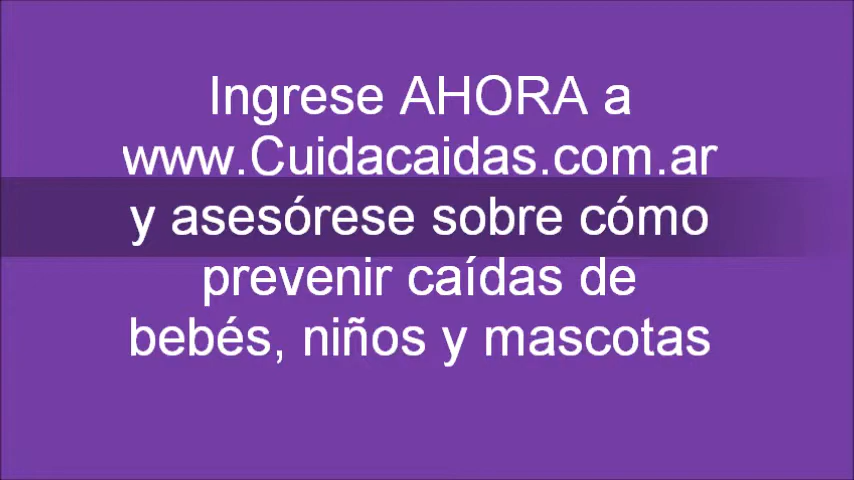 Ingrese AHORA a
www.Cuidacaidas.com.ar
y asesórese sobre cómo
prevenir caídas de
bebés, niños y mascotas